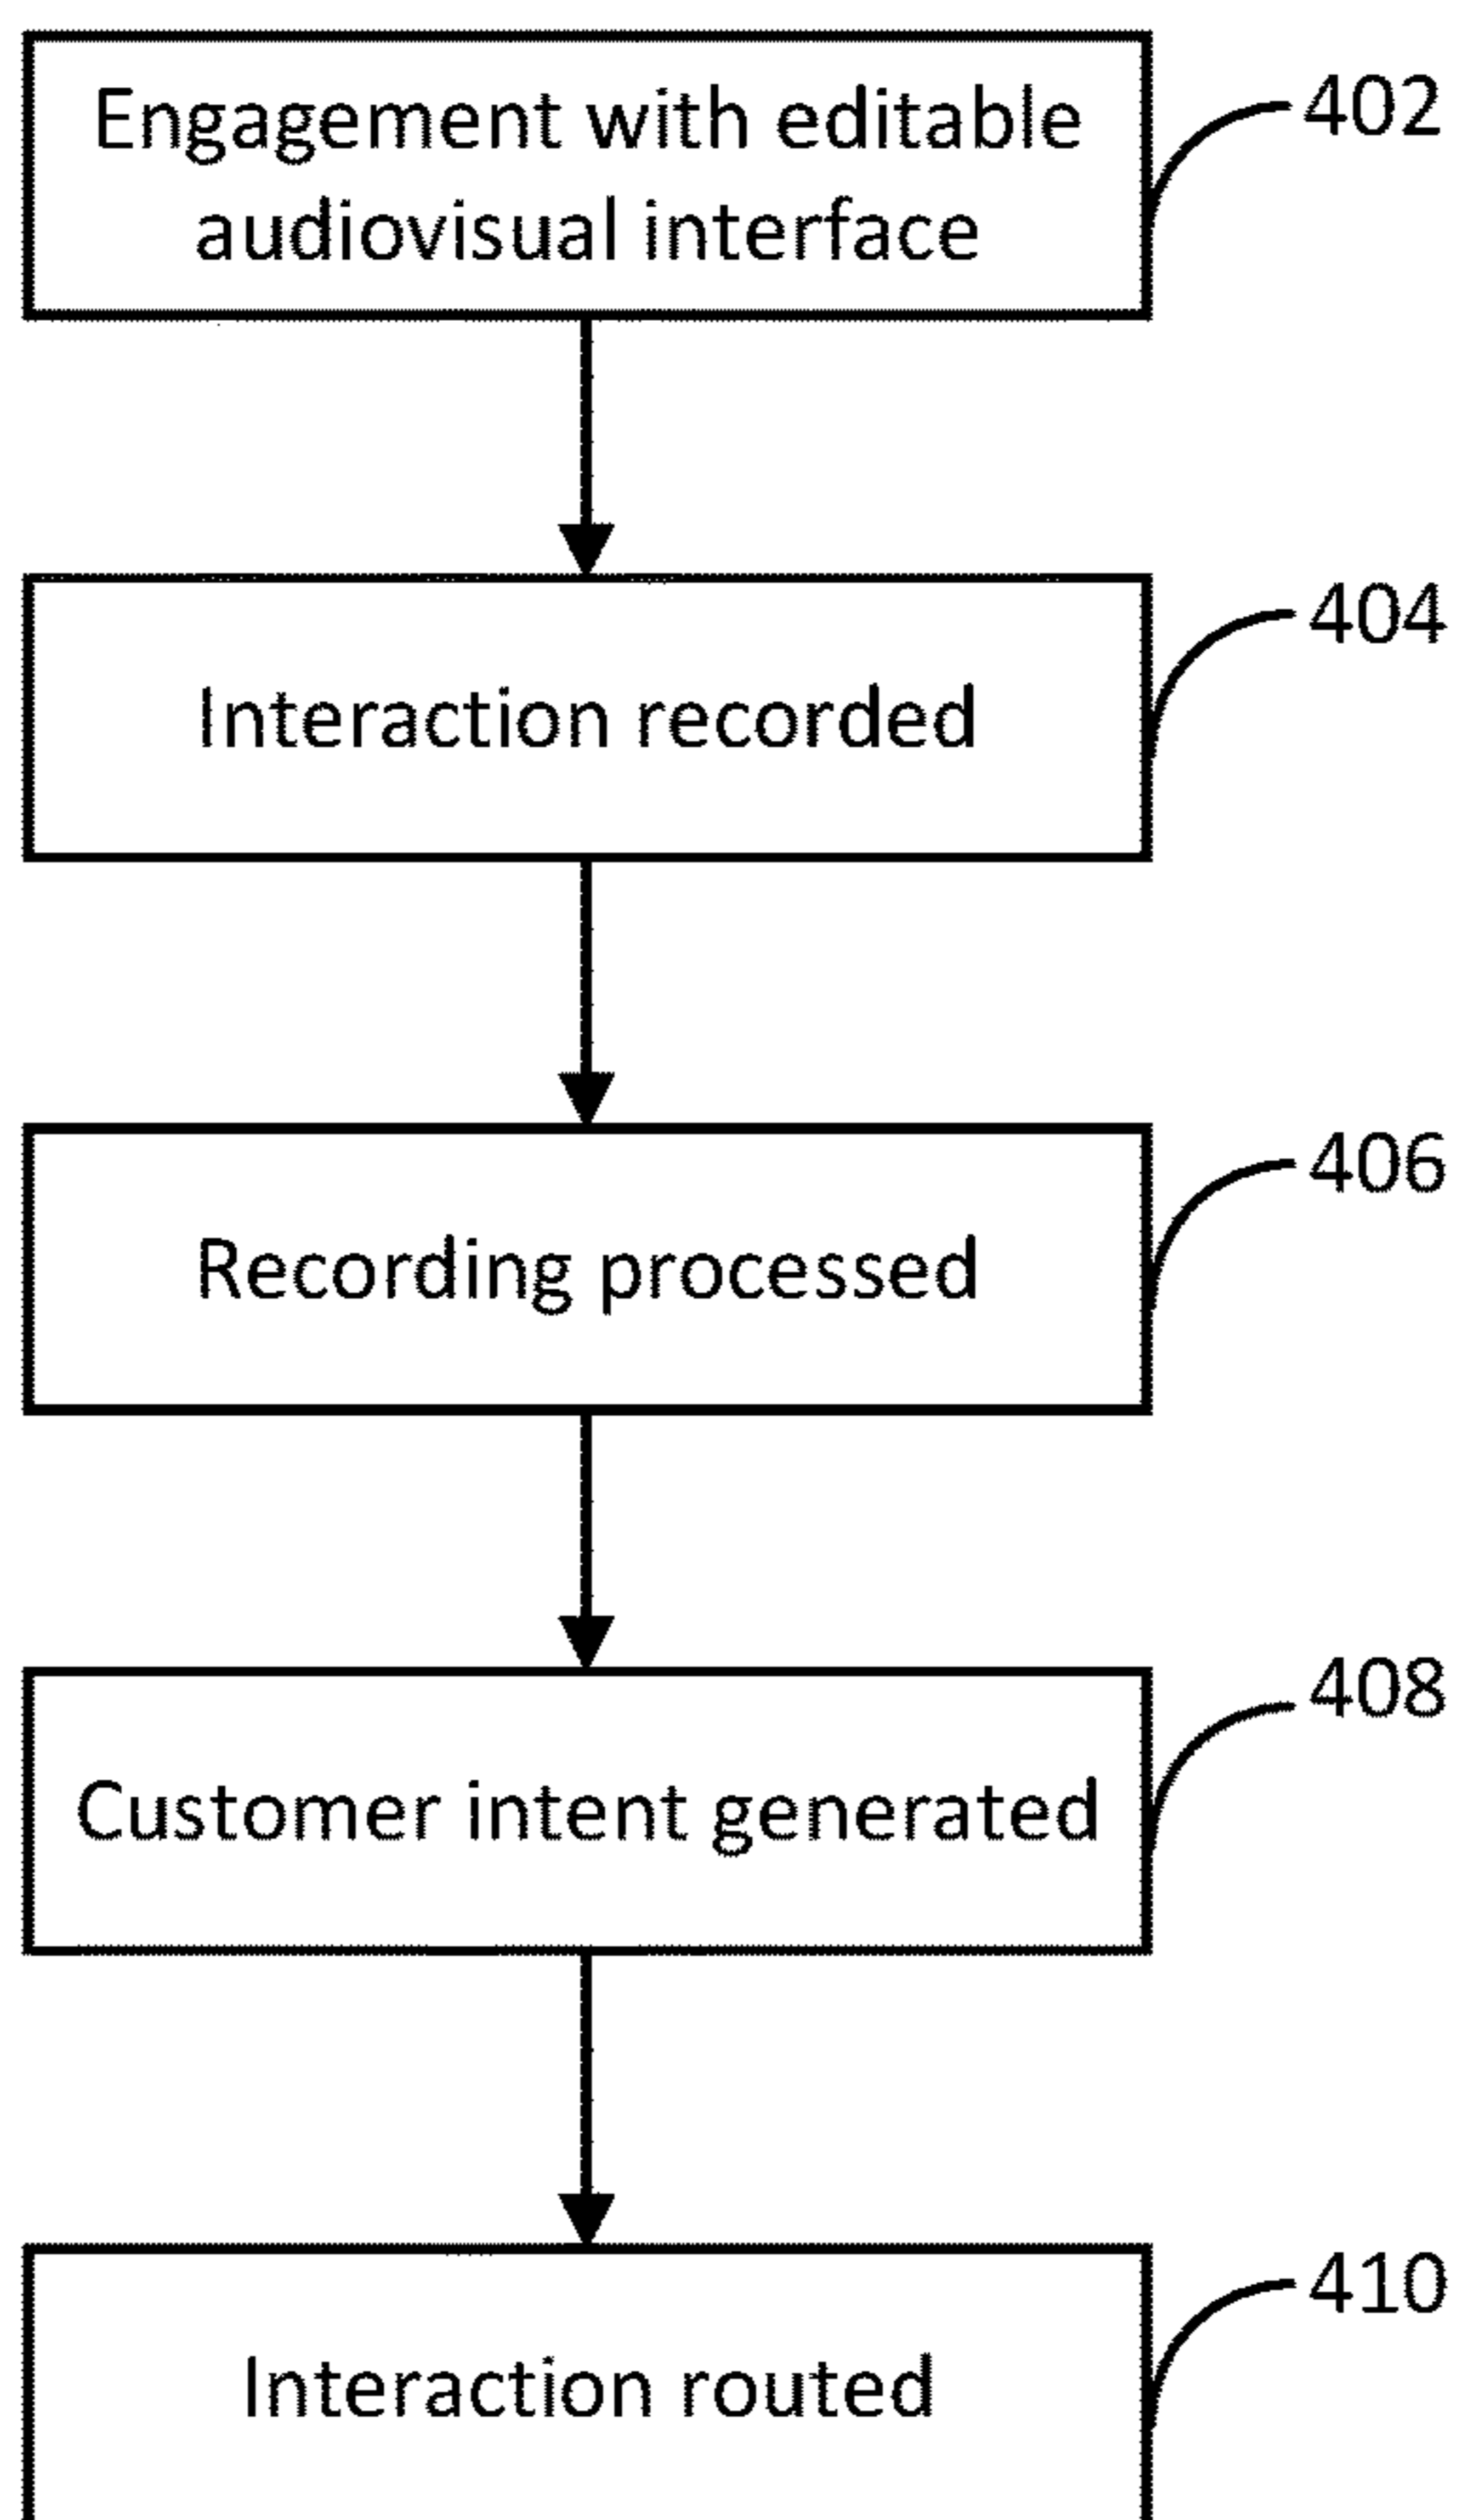 Engagement with editable
audiovisual interface
402
Interaction recorded
404
Recording processed
406
Customer intent generated
408
Interaction routed
410